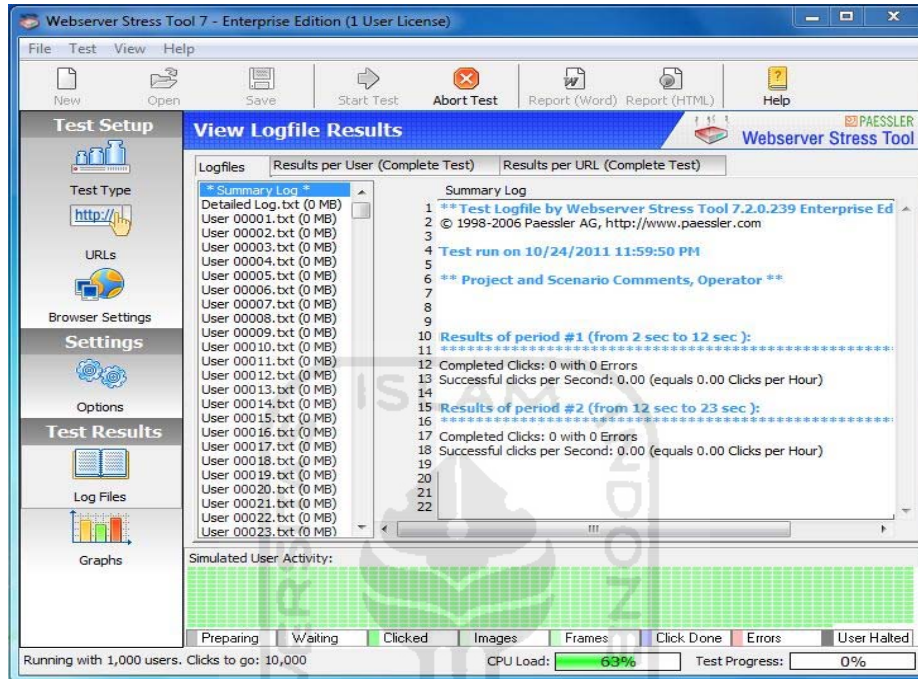 Webserver Stress Tool 7 - Enterprise Edition (1 User License)
File Test View Help
New Open Save Start Test Abort Test Report (Word) Report (HTML) Help
Test Setup
Test Type
http://
URLs
Browser Settings
Settings
Options
Test Results
Log Files
Graphs
View Logfile Results
PAESSLER
Webserver Stress Tool
Logfiles Results per User (Complete Test) Results per URL (Complete Test)
* Summary Log *
Detailed Log.txt (0 MB)
User 00001.txt (0 MB)
User 00002.txt (0 MB)
User 00003.txt (0 MB)
User 00004.txt (0 MB)
User 00005.txt (0 MB)
User 00006.txt (0 MB)
User 00007.txt (0 MB)
User 00008.txt (0 MB)
User 00009.txt (0 MB)
User 00010.txt (0 MB)
User 00011.txt (0 MB)
User 00012.txt (0 MB)
User 00013.txt (0 MB)
User 00014.txt (0 MB)
User 00015.txt (0 MB)
User 00016.txt (0 MB)
User 00017.txt (0 MB)
User 00018.txt (0 MB)
User 00019.txt (0 MB)
User 00020.txt (0 MB)
User 00021.txt (0 MB)
User 00022.txt (0 MB)
User 00023.txt (0 MB)
Summary Log
1 **Test Logfile by Webserver Stress Tool 7.2.0.239 Enterprise Ed
2 © 1998-2006 Paessler AG, http://www.paessler.com
3
4 Test run on 10/24/2011 11:59:50 PM
5
6 ** Project and Scenario Comments, Operator **
7
8
9
10 Results of period #1 (from 2 sec to 12 sec ):
11 ************************************************************
12 Completed Clicks: 0 with 0 Errors
13 Successful clicks per Second: 0.00 (equals 0.00 Clicks per Hour)
14
15 Results of period #2 (from 12 sec to 23 sec ):
16 ************************************************************
17 Completed Clicks: 0 with 0 Errors
18 Successful clicks per Second: 0.00 (equals 0.00 Clicks per Hour)
19
20
21
22
Simulated User Activity:
Preparing Waiting Clicked Images Frames Click Done Errors User Halted
Running with 1,000 users. Clicks to go: 10,000 CPU Load: 63% Test Progress: 0%
ISLAM